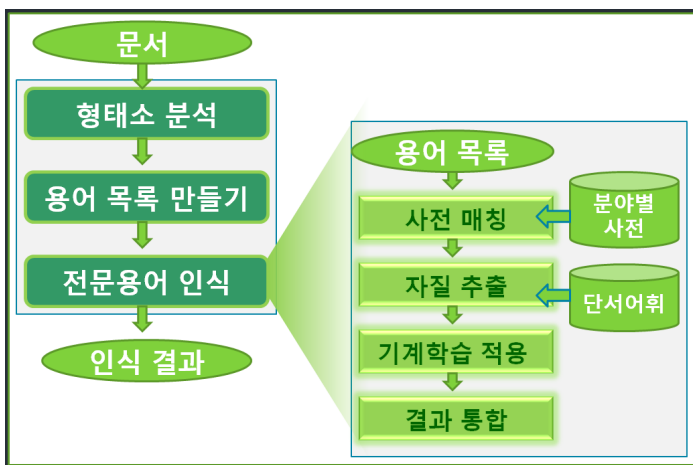 문서
형태소 분석
용어 목록 만들기
전문용어 인식
인식 결과
용어 목록
사전 매칭
분야별
사전
자질 추출
단서어휘
기계학습 적용
결과 통합